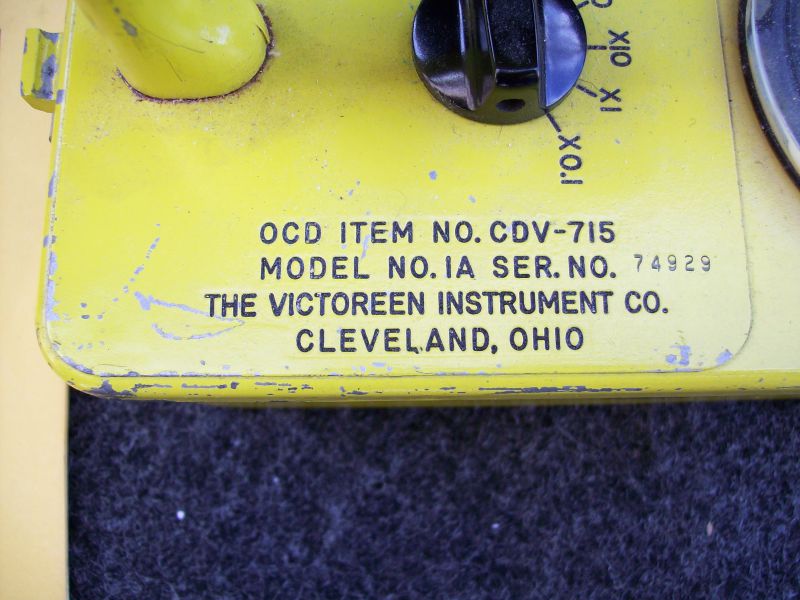 X10
X1
X0.1
OCD ITEM NO. CDV-715
MODEL NO. 1A SER. NO. 74929
THE VICTOREEN INSTRUMENT CO.
CLEVELAND, OHIO